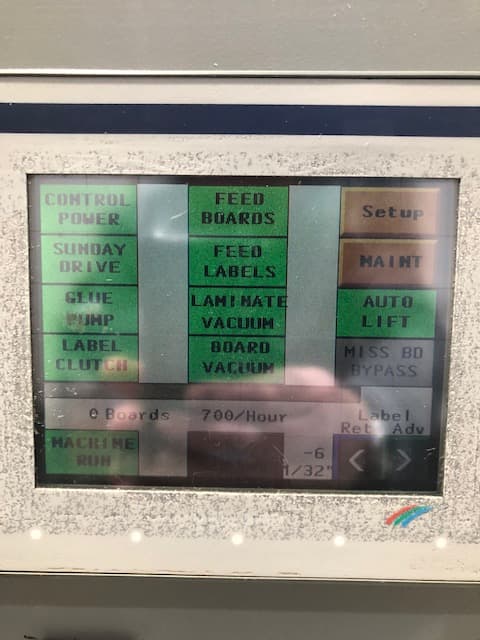 CONTROL
POWER
FEED
BOARDS
Setup
SUNDAY
DRIVE
FEED
LABELS
MAINT
GLUE
PUMP
LAMINATE
VACUUM
AUTO
LIFT
LABEL
CLUTCH
BOARD
VACUUM
MISS BD
BYPASS
0 Boards 700/Hour
Label
Ret Adv
MACHINE
RUN
-6
1/32"
< >